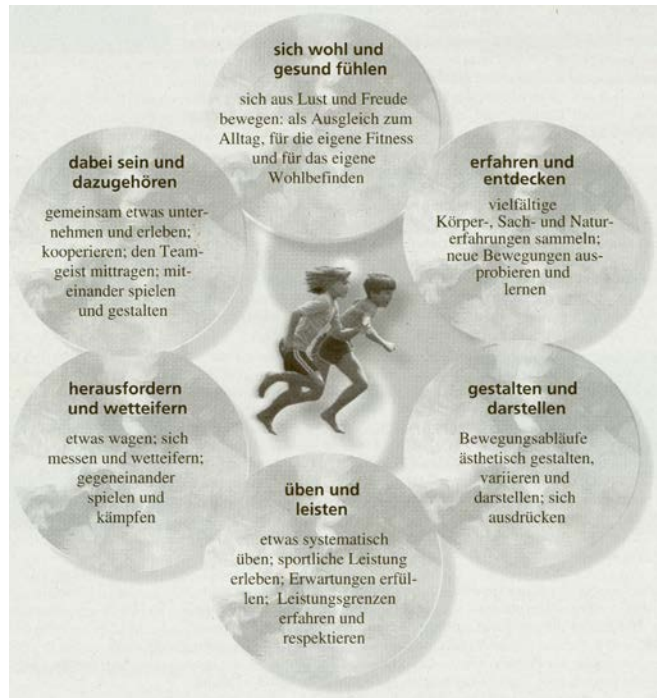 sich wohl und
gesund fühlen
sich aus Lust und Freude
bewegen: als Ausgleich zum
Alltag, für die eigene Fitness
und für das eigene
Wohlbefinden
erfahren und
entdecken
vielfältige
Körper-, Sach- und Natur-
erfahrungen sammeln;
neue Bewegungen aus-
probieren und
lernen
gestalten und
darstellen
Bewegungsabläufe
ästhetisch gestalten,
variieren und
darstellen; sich
ausdrücken
üben und
leisten
etwas systematisch
üben; sportliche Leistung
erleben; Erwartungen erfül-
len; Leistungsgrenzen
erfahren und
respektieren
herausfordern
und wetteifern
etwas wagen; sich
messen und wetteifern;
gegeneinander
spielen und
kämpfen
dabei sein und
dazugehören
gemeinsam etwas unter-
nehmen und erleben;
kooperieren; den Team-
geist mittragen; mit-
einander spielen
und gestalten